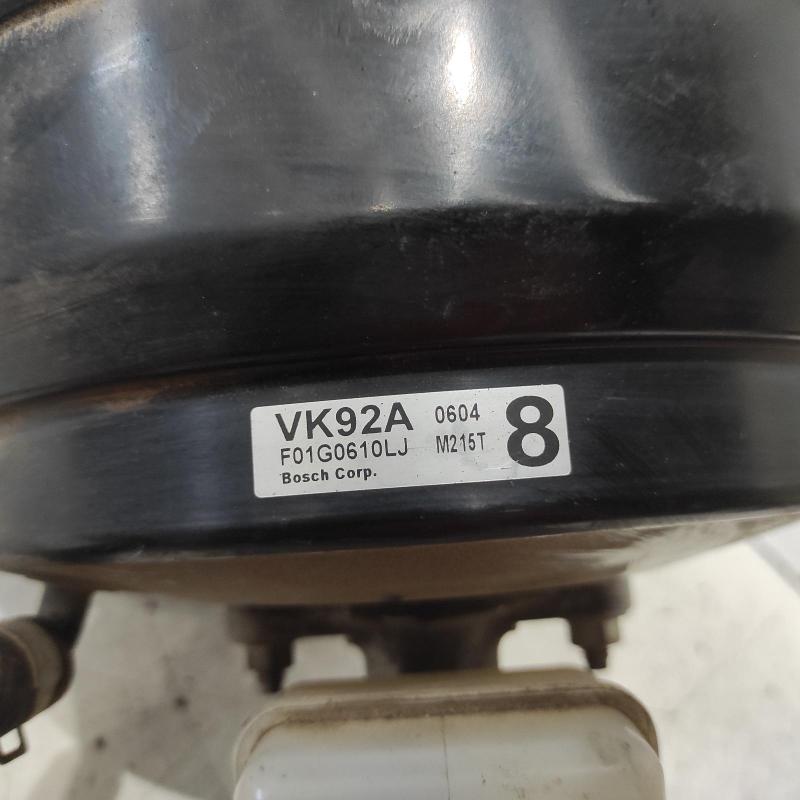 VK92A 0604 8
F01G0610LJ M215T
Bosch Corp.